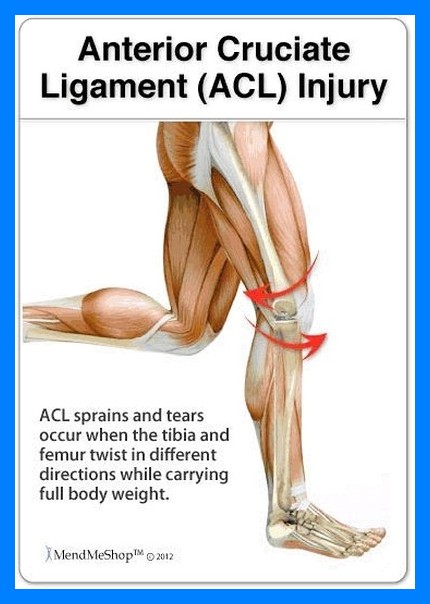 Anterior Cruciate
Ligament (ACL) Injury
ACL sprains and tears
occur when the tibia and
femur twist in different
directions while carrying
full body weight.
MendMeShop™ © 2012